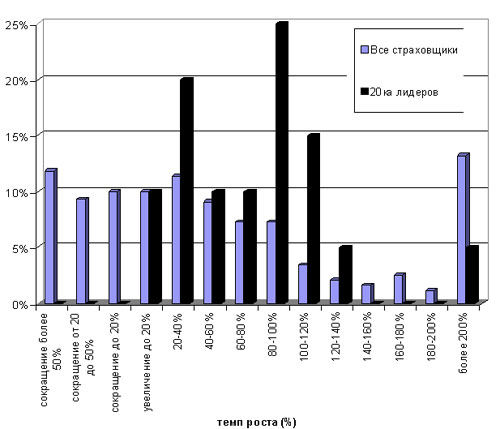 25%
20%
15%
10%
5%
0%
Все страховщики
20ка лидеров
сокращение более
50%
сокращение от 20
до 50%
сокращение до 20%
увеличение до 20%
20-40%
40-60 %
60-80%
80-100%
100-120%
120-140%
140-160%
160-180 %
180-200%
более 200%
темп роста (%)